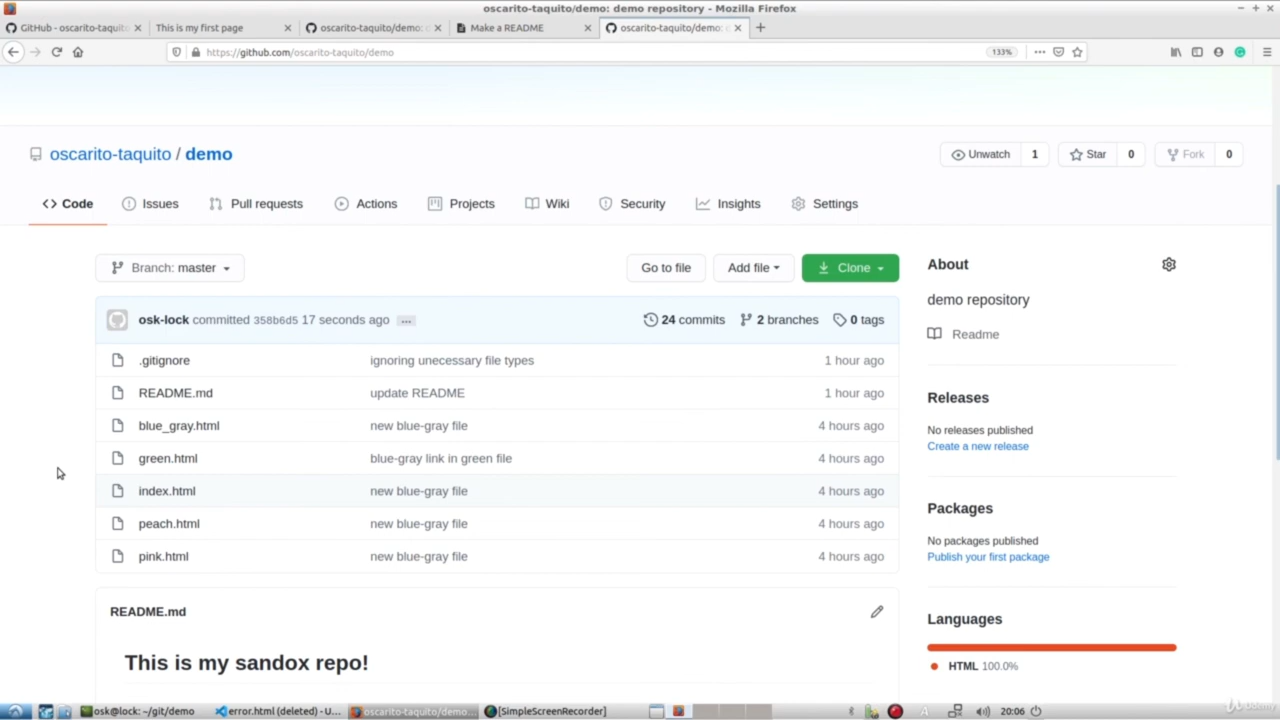 oscarito-taquito/demo: demo repository - Mozilla Firefox
GitHub - oscarito-taquito
This is my first page
oscarito-taquito/demo:
Make a README
oscarito-taquito/demo:
https://github.com/oscarito-taquito/demo
133%
oscarito-taquito / demo
Unwatch 1
Star 0
Fork 0
Code
Issues
Pull requests
Actions
Projects
Wiki
Security
Insights
Settings
Branch: master
Go to file
Add file
Clone
osk-lock committed 358b6d5 17 seconds ago ...
24 commits
2 branches
0 tags
.gitignore ignoring unecessary file types 1 hour ago
README.md update README 1 hour ago
blue_gray.html new blue-gray file 4 hours ago
green.html blue-gray link in green file 4 hours ago
index.html new blue-gray file 4 hours ago
peach.html new blue-gray file 4 hours ago
pink.html new blue-gray file 4 hours ago
README.md
This is my sandox repo!
About
demo repository
Readme
Releases
No releases published
Create a new release
Packages
No packages published
Publish your first package
Languages
HTML 100.0%
osk@lock: ~/git/demo
error.html (deleted) - U...
oscarito-taquito/demo...
[SimpleScreenRecorder]
20:06
Udemy